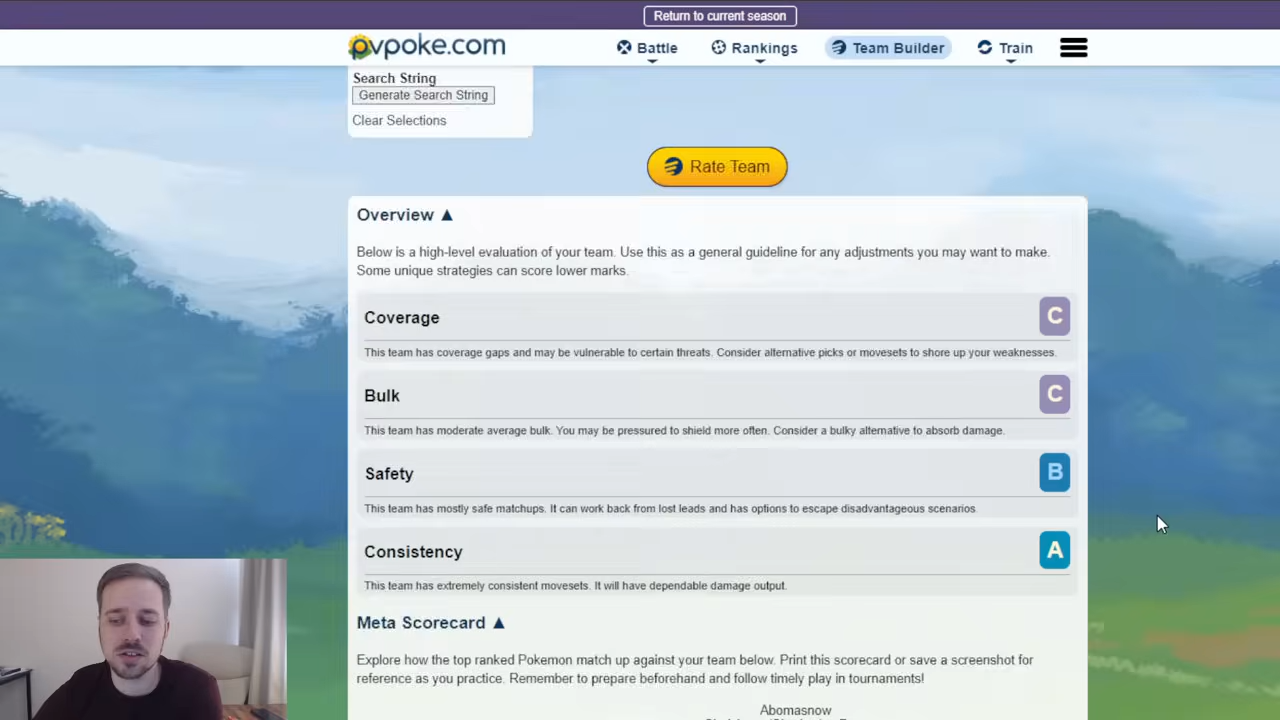 Return to current season
pvpoke.com
Battle
Rankings
Team Builder
Train
Search String
Generate Search String
Clear Selections
Rate Team
Overview ▲
Below is a high-level evaluation of your team. Use this as a general guideline for any adjustments you may want to make.
Some unique strategies can score lower marks.
Coverage
C
This team has coverage gaps and may be vulnerable to certain threats. Consider alternative picks or movesets to shore up your weaknesses.
Bulk
C
This team has moderate average bulk. You may be pressured to shield more often. Consider a bulky alternative to absorb damage.
Safety
B
This team has mostly safe matchups. It can work back from lost leads and has options to escape disadvantageous scenarios.
Consistency
A
This team has extremely consistent movesets. It will have dependable damage output.
Meta Scorecard ▲
Explore how the top ranked Pokemon match up against your team below. Print this scorecard or save a screenshot for
reference as you practice. Remember to prepare beforehand and follow timely play in tournaments!
Abomasnow